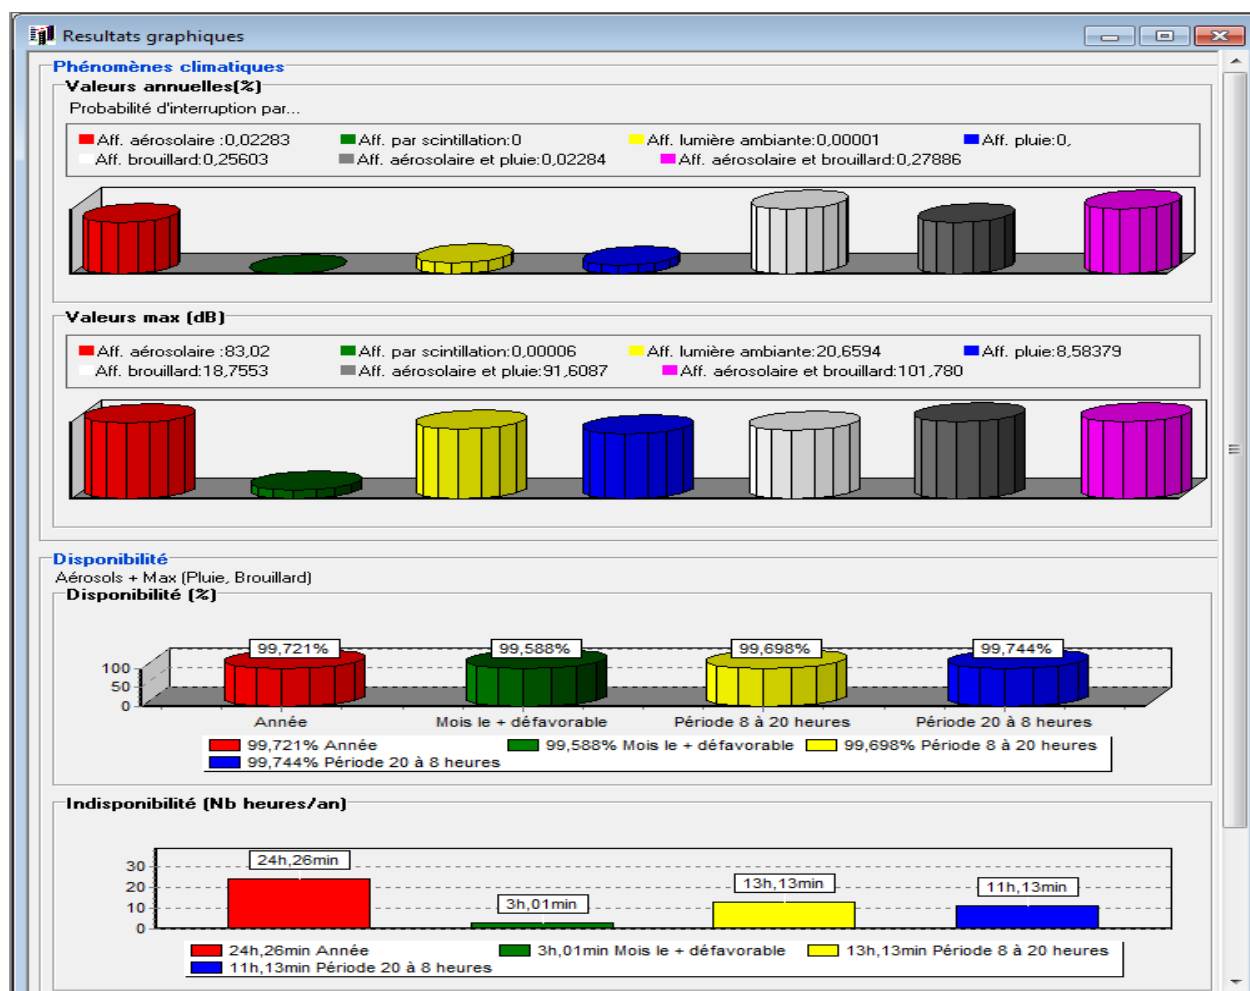 Resultats graphiques
Phénomènes climatiques
Valeurs annuelles(%)
Probabilité d'interruption par...
Aff. aérosolaire :0,02283 Aff. par scintillation:0 Aff. lumière ambiante:0,00001 Aff. pluie:0,
Aff. brouillard:0,25603 Aff. aérosolaire et pluie:0,02284 Aff. aérosolaire et brouillard:0,27886
Valeurs max (dB)
Aff. aérosolaire :83,02 Aff. par scintillation:0,00006 Aff. lumière ambiante:20,6594 Aff. pluie:8,58379
Aff. brouillard:18,7553 Aff. aérosolaire et pluie:91,6087 Aff. aérosolaire et brouillard:101,780
Disponibilité
Aérosols + Max (Pluie, Brouillard)
Disponibilité (%)
99,721% 99,588% 99,698% 99,744%
100
50
0
Année Mois le + défavorable Période 8 à 20 heures Période 20 à 8 heures
99,721% Année 99,588% Mois le + défavorable 99,698% Période 8 à 20 heures
99,744% Période 20 à 8 heures
Indisponibilité (Nb heures/an)
24h,26min
30
13h,13min 11h,13min
20
3h,01min
10
0
24h,26min Année 3h,01min Mois le + défavorable 13h,13min Période 8 à 20 heures
11h,13min Période 20 à 8 heures